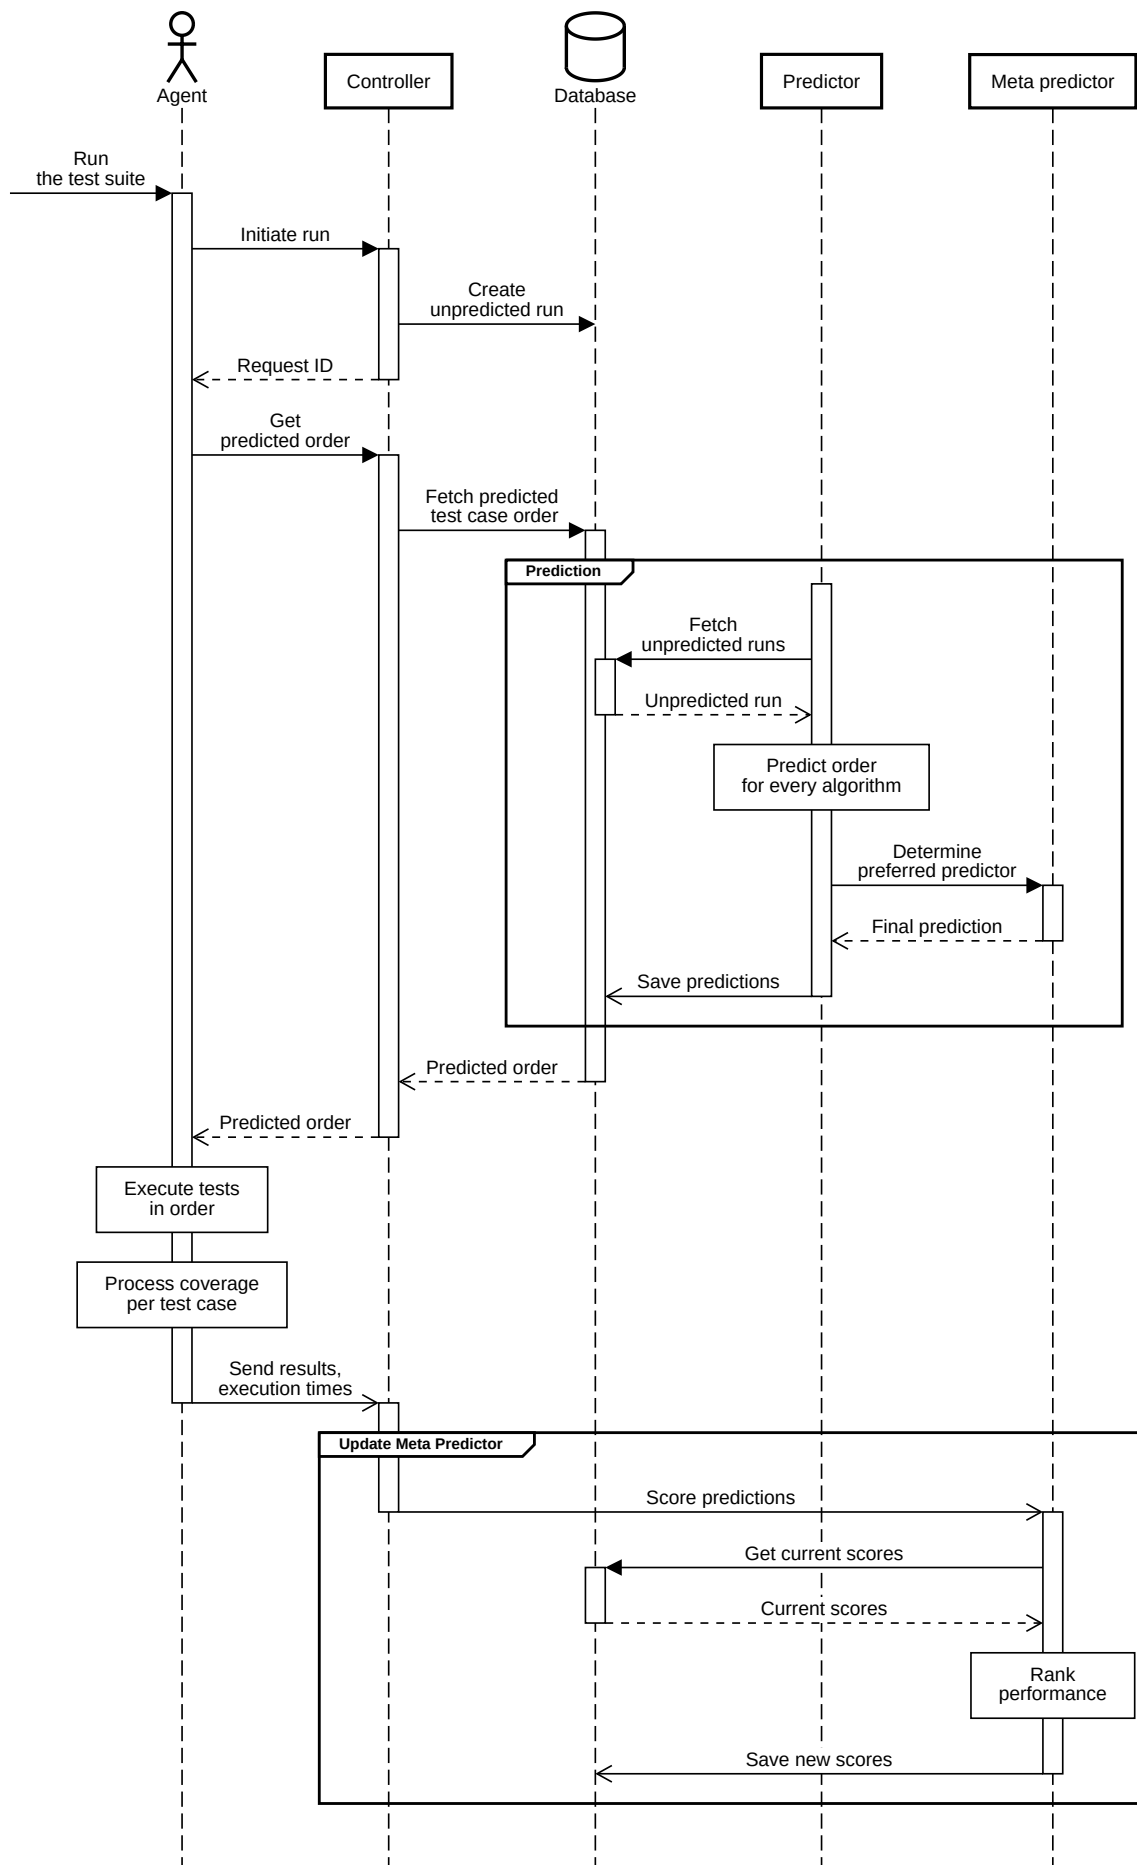 Agent
Controller
Database
Predictor
Meta predictor
Run
the test suite
Initiate run
Create
unpredicted run
Request ID
Get
predicted order
Fetch predicted
test case order
Prediction
Fetch
unpredicted runs
Unpredicted run
Predict order
for every algorithm
Determine
preferred predictor
Final prediction
Save predictions
Predicted order
Predicted order
Execute tests
in order
Process coverage
per test case
Send results,
execution times
Update Meta Predictor
Score predictions
Get current scores
Current scores
Rank
performance
Save new scores